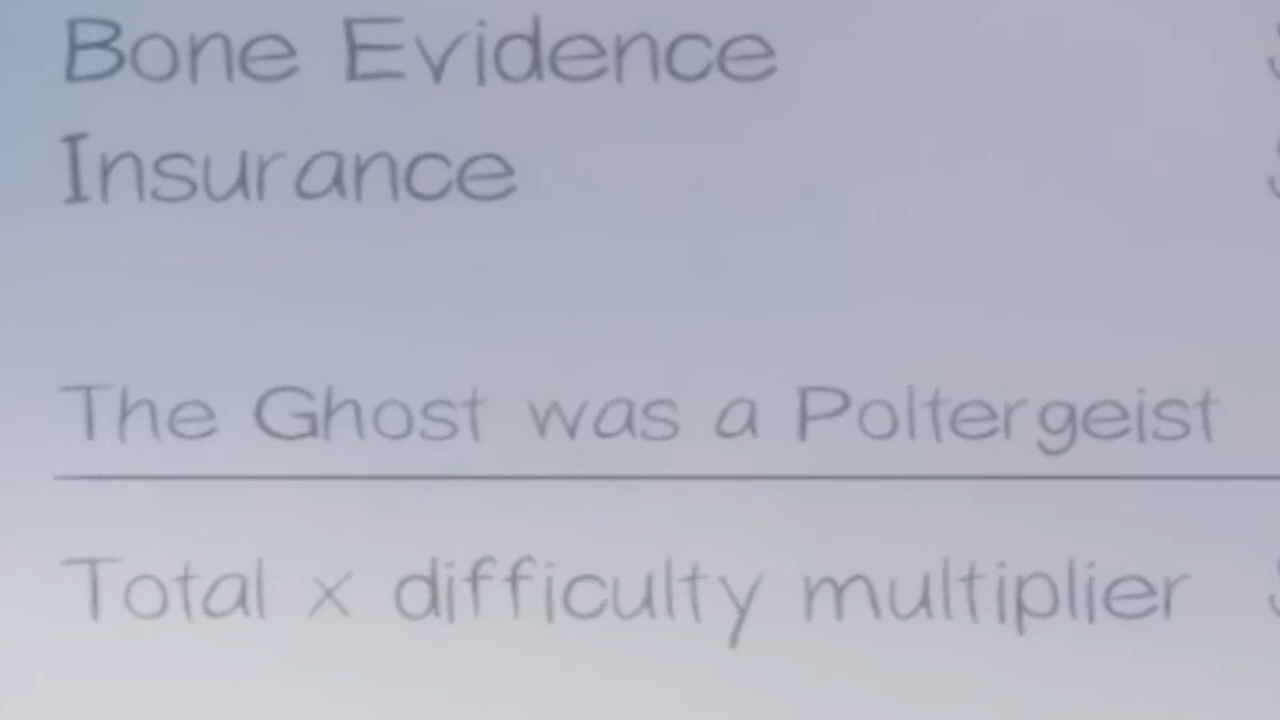 Bone Evidence
Insurance
The Ghost was a Poltergeist
Total x difficulty multiplier